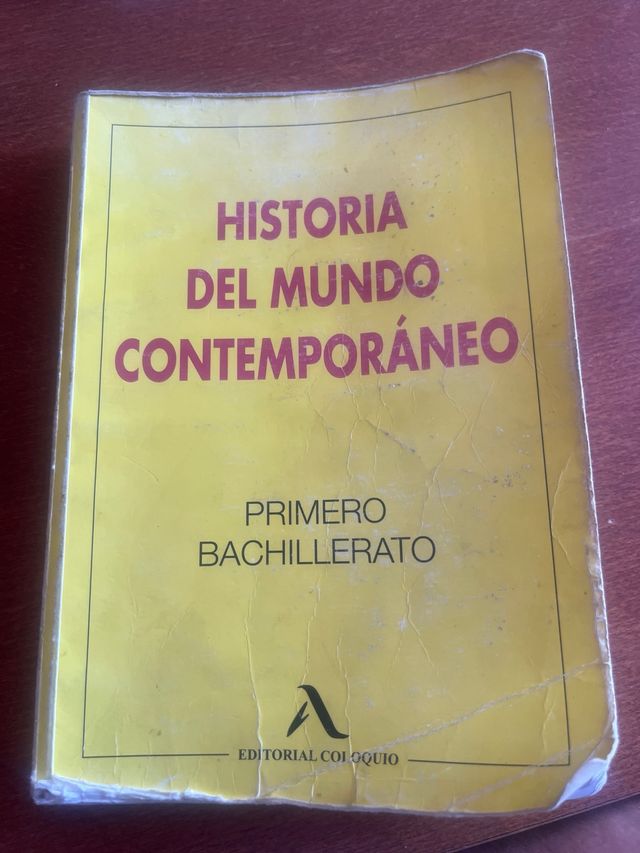 HISTORIA
DEL MUNDO
CONTEMPORÁNEO
PRIMERO
BACHILLERATO
EDITORIAL COLOQUIO